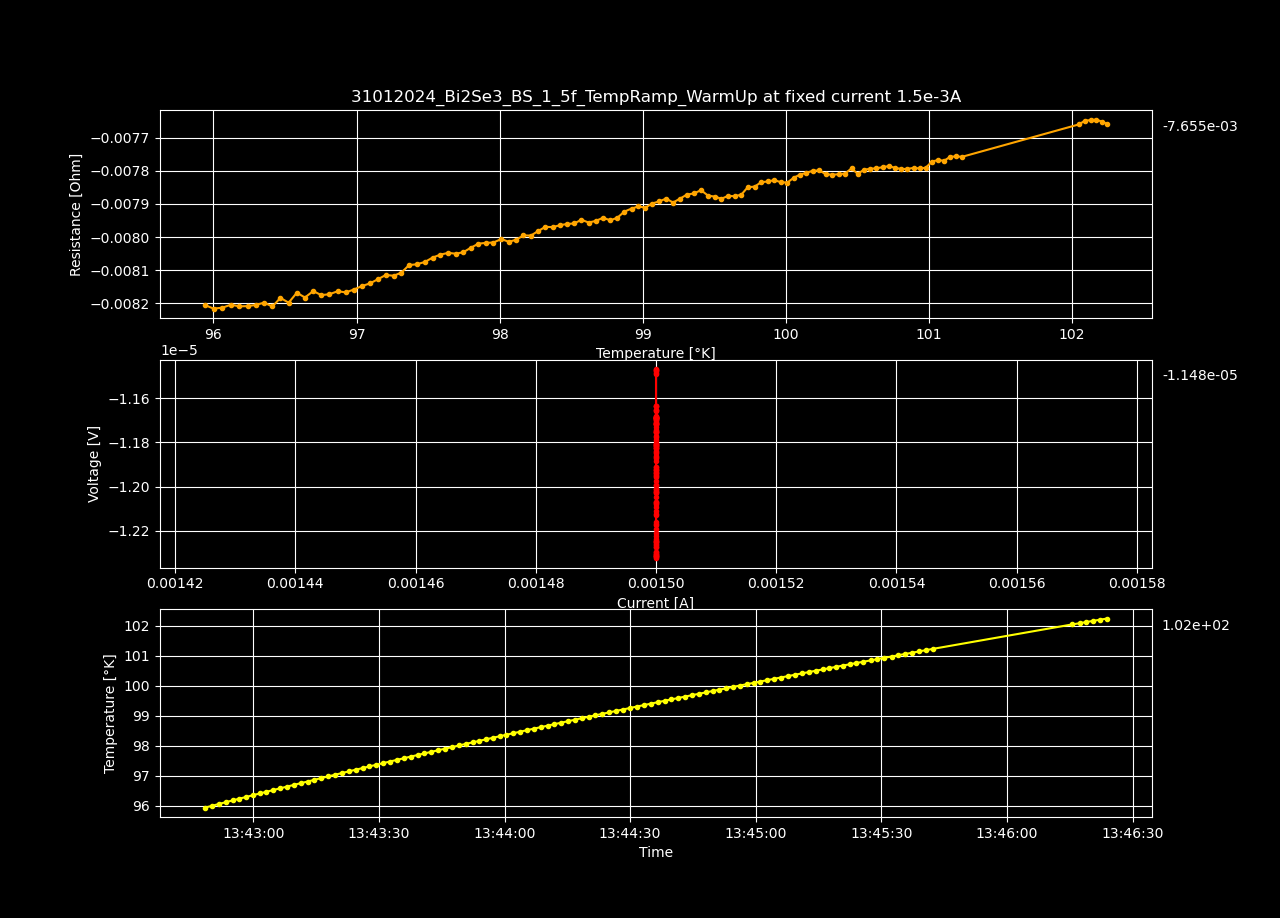 31012024_Bi2Se3_BS_1_5f_TempRamp_WarmUp at fixed current 1.5e-3A
-7.655e-03
Resistance [Ohm]
−0.0077
−0.0078
−0.0079
−0.0080
−0.0081
−0.0082
96 97 98 99 100 101 102
Temperature [°K]
1e−5
-1.148e-05
Voltage [V]
−1.16
−1.18
−1.20
−1.22
0.00142 0.00144 0.00146 0.00148 0.00150 0.00152 0.00154 0.00156 0.00158
Current [A]
1.02e+02
Temperature [°K]
102
101
100
99
98
97
96
13:43:00 13:43:30 13:44:00 13:44:30 13:45:00 13:45:30 13:46:00 13:46:30
Time